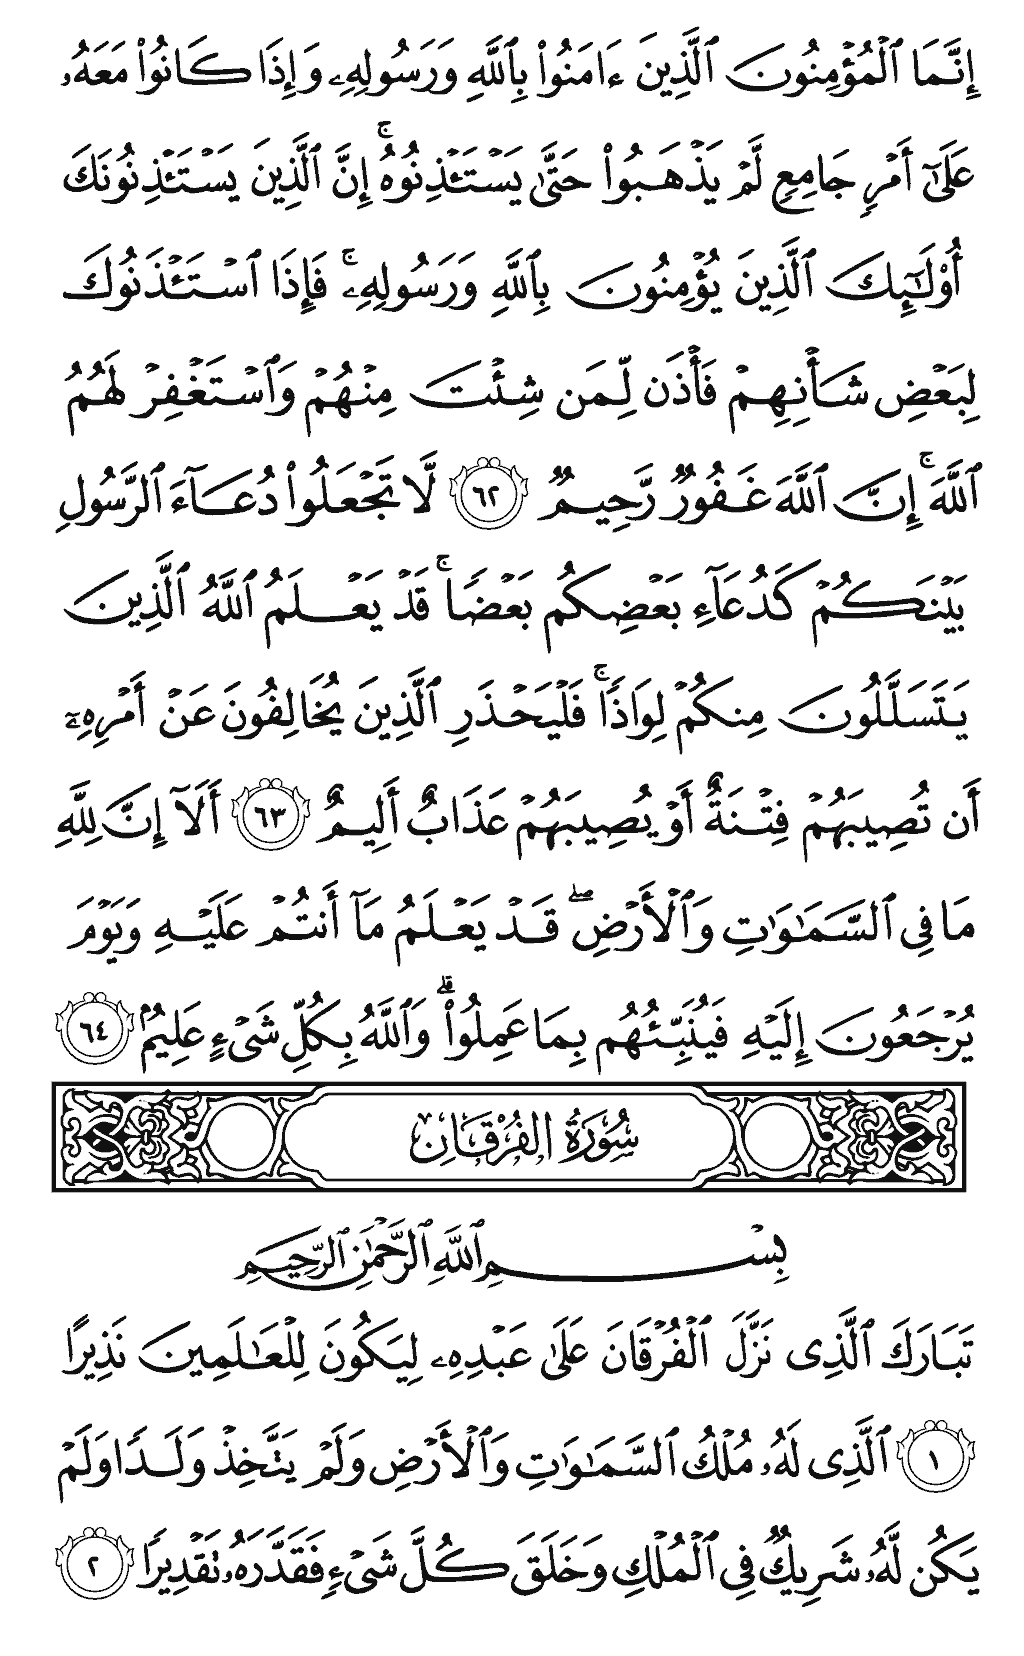 إِنَّمَا ٱلْمُؤْمِنُونَ ٱلَّذِينَ ءَامَنُوا۟ بِٱللَّهِ وَرَسُولِهِۦ وَإِذَا كَانُوا۟ مَعَهُۥ
عَلَىٰٓ أَمْرٍ جَامِعٍ لَّمْ يَذْهَبُوا۟ حَتَّىٰ يَسْتَـْٔذِنُوهُ ۚ إِنَّ ٱلَّذِينَ يَسْتَـْٔذِنُونَكَ
أُو۟لَـٰٓئِكَ ٱلَّذِينَ يُؤْمِنُونَ بِٱللَّهِ وَرَسُولِهِۦ ۚ فَإِذَا ٱسْتَـْٔذَنُوكَ
لِبَعْضِ شَأْنِهِمْ فَأْذَن لِّمَن شِئْتَ مِنْهُمْ وَٱسْتَغْفِرْ لَهُمُ
ٱللَّهَ ۚ إِنَّ ٱللَّهَ غَفُورٌ رَّحِيمٌ ٦٢ لَّا تَجْعَلُوا۟ دُعَآءَ ٱلرَّسُولِ
بَيْنَكُمْ كَدُعَآءِ بَعْضِكُم بَعْضًا ۚ قَدْ يَعْلَمُ ٱللَّهُ ٱلَّذِينَ
يَتَسَلَّلُونَ مِنكُمْ لِوَاذًا ۚ فَلْيَحْذَرِ ٱلَّذِينَ يُخَالِفُونَ عَنْ أَمْرِهِۦٓ
أَن تُصِيبَهُمْ فِتْنَةٌ أَوْ يُصِيبَهُمْ عَذَابٌ أَلِيمٌ ٦٣ أَلَآ إِنَّ لِلَّهِ
مَا فِى ٱلسَّمَـٰوَٰتِ وَٱلْأَرْضِ ۖ قَدْ يَعْلَمُ مَآ أَنتُمْ عَلَيْهِ وَيَوْمَ
يُرْجَعُونَ إِلَيْهِ فَيُنَبِّئُهُم بِمَا عَمِلُوا۟ ۗ وَٱللَّهُ بِكُلِّ شَىْءٍ عَلِيمٌۢ ٦٤
سُورَةُ الفُرْقَانِ
بِسْمِ ٱللَّهِ ٱلرَّحْمَـٰنِ ٱلرَّحِيمِ
تَبَارَكَ ٱلَّذِى نَزَّلَ ٱلْفُرْقَانَ عَلَىٰ عَبْدِهِۦ لِيَكُونَ لِلْعَـٰلَمِينَ نَذِيرًا
١ ٱلَّذِى لَهُۥ مُلْكُ ٱلسَّمَـٰوَٰتِ وَٱلْأَرْضِ وَلَمْ يَتَّخِذْ وَلَدًا وَلَمْ
يَكُن لَّهُۥ شَرِيكٌ فِى ٱلْمُلْكِ وَخَلَقَ كُلَّ شَىْءٍ فَقَدَّرَهُۥ تَقْدِيرًا ٢